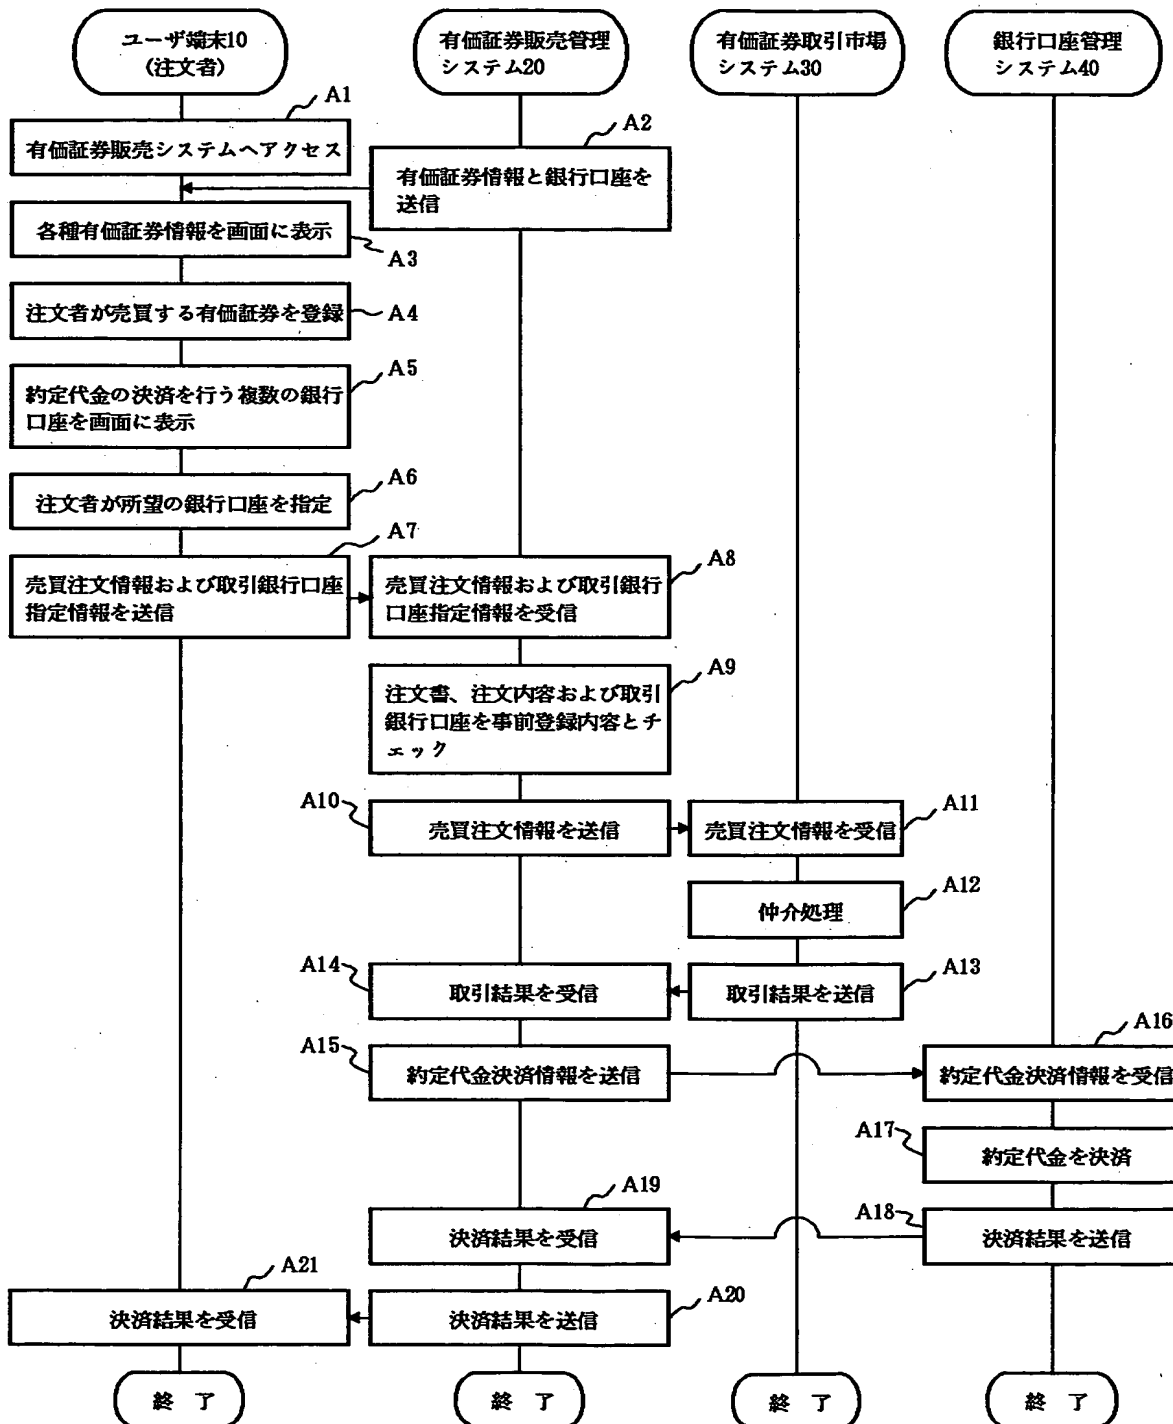 ユーザ端末10
(注文者)
有価証券販売管理
システム20
有価証券取引市場
システム30
銀行口座管理
システム40
A1
有価証券販売システムへアクセス
A2
有価証券情報と銀行口座を
送信
各種有価証券情報を画面に表示
A3
注文者が売買する有価証券を登録
A4
A5
約定代金の決済を行う複数の銀行
口座を画面に表示
A6
注文者が所望の銀行口座を指定
A7
売買注文情報および取引銀行口座
指定情報を送信
A8
売買注文情報および取引銀行
口座指定情報を受信
A9
注文書、注文内容および取引
銀行口座を事前登録内容とチ
ェック
A10
売買注文情報を送信
A11
売買注文情報を受信
A12
仲介処理
A13
取引結果を送信
A14
取引結果を受信
A15
約定代金決済情報を送信
A16
約定代金決済情報を受信
A17
約定代金を決済
A18
決済結果を送信
A19
決済結果を受信
A20
決済結果を送信
A21
決済結果を受信
終 了
終 了
終 了
終 了